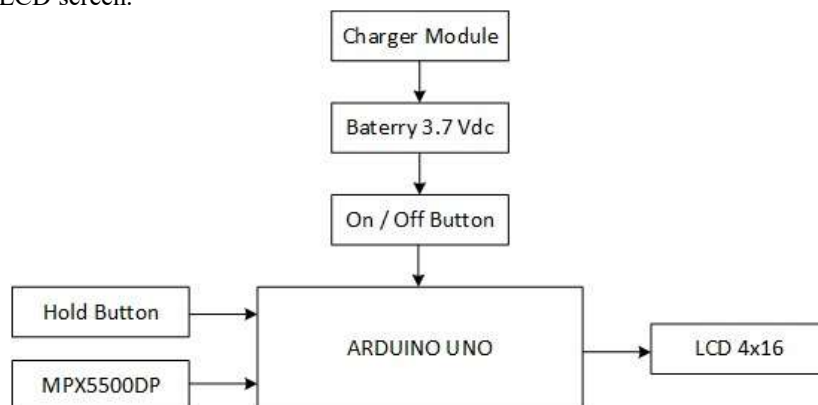 LCD screen.
Charger Module
Baterry 3.7 Vdc
On / Off Button
Hold Button
ARDUINO UNO
LCD 4x16
MPX5500DP